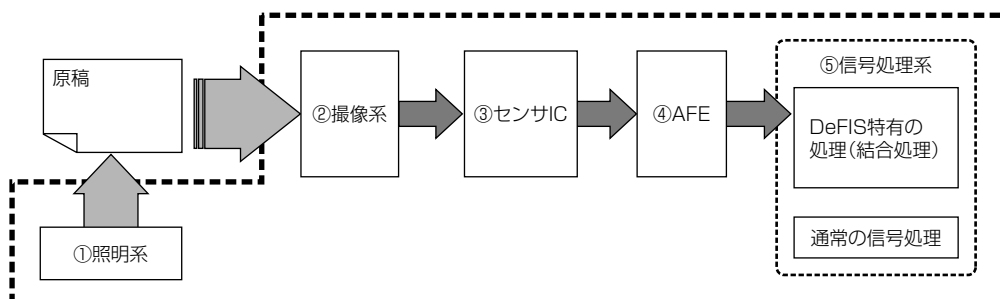 原稿
①照明系
②撮像系
③センサIC
④AFE
⑤信号処理系
DeFIS特有の
処理(結合処理)
通常の信号処理